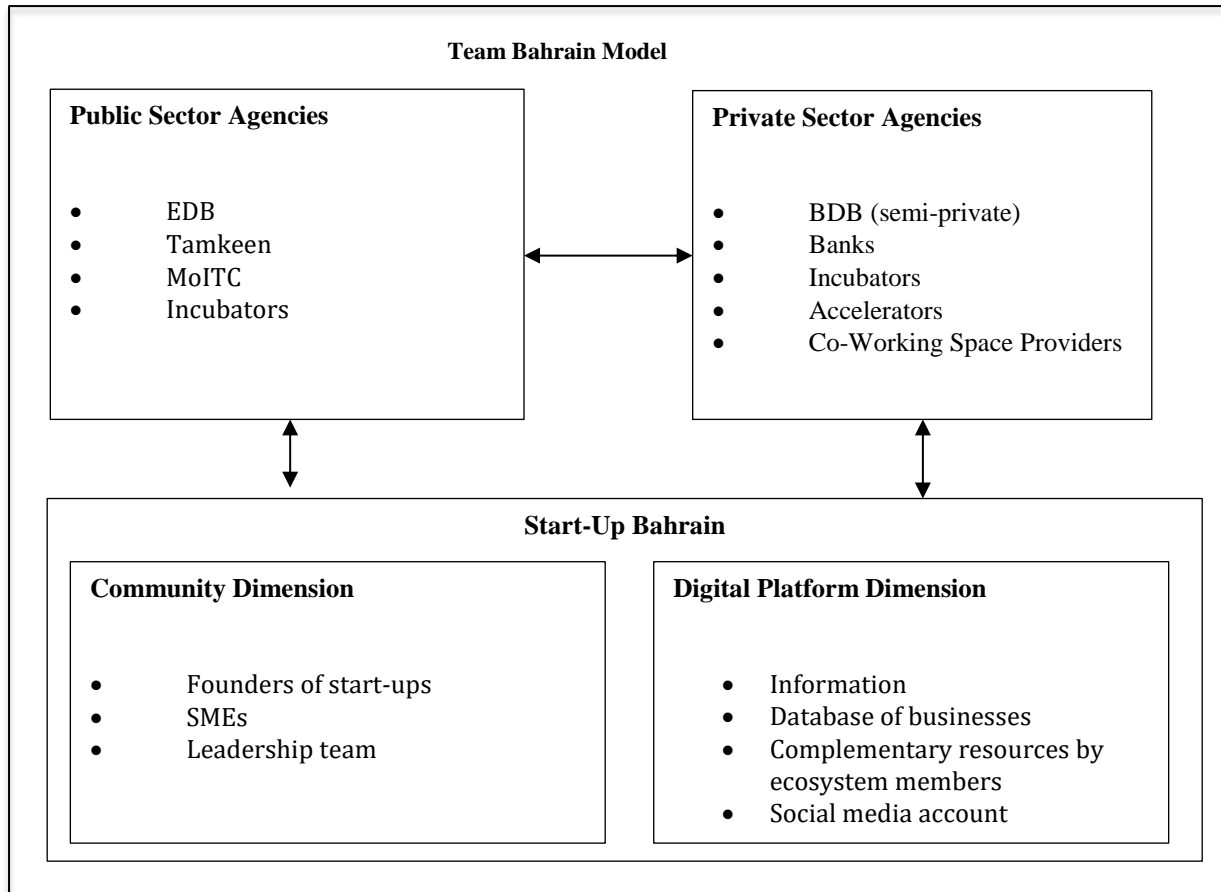 Team Bahrain Model
Public Sector Agencies
• EDB
• Tamkeen
• MoITC
• Incubators
Private Sector Agencies
• BDB (semi-private)
• Banks
• Incubators
• Accelerators
• Co-Working Space Providers
Start-Up Bahrain
Community Dimension
• Founders of start-ups
• SMEs
• Leadership team
Digital Platform Dimension
• Information
• Database of businesses
• Complementary resources by
ecosystem members
• Social media account